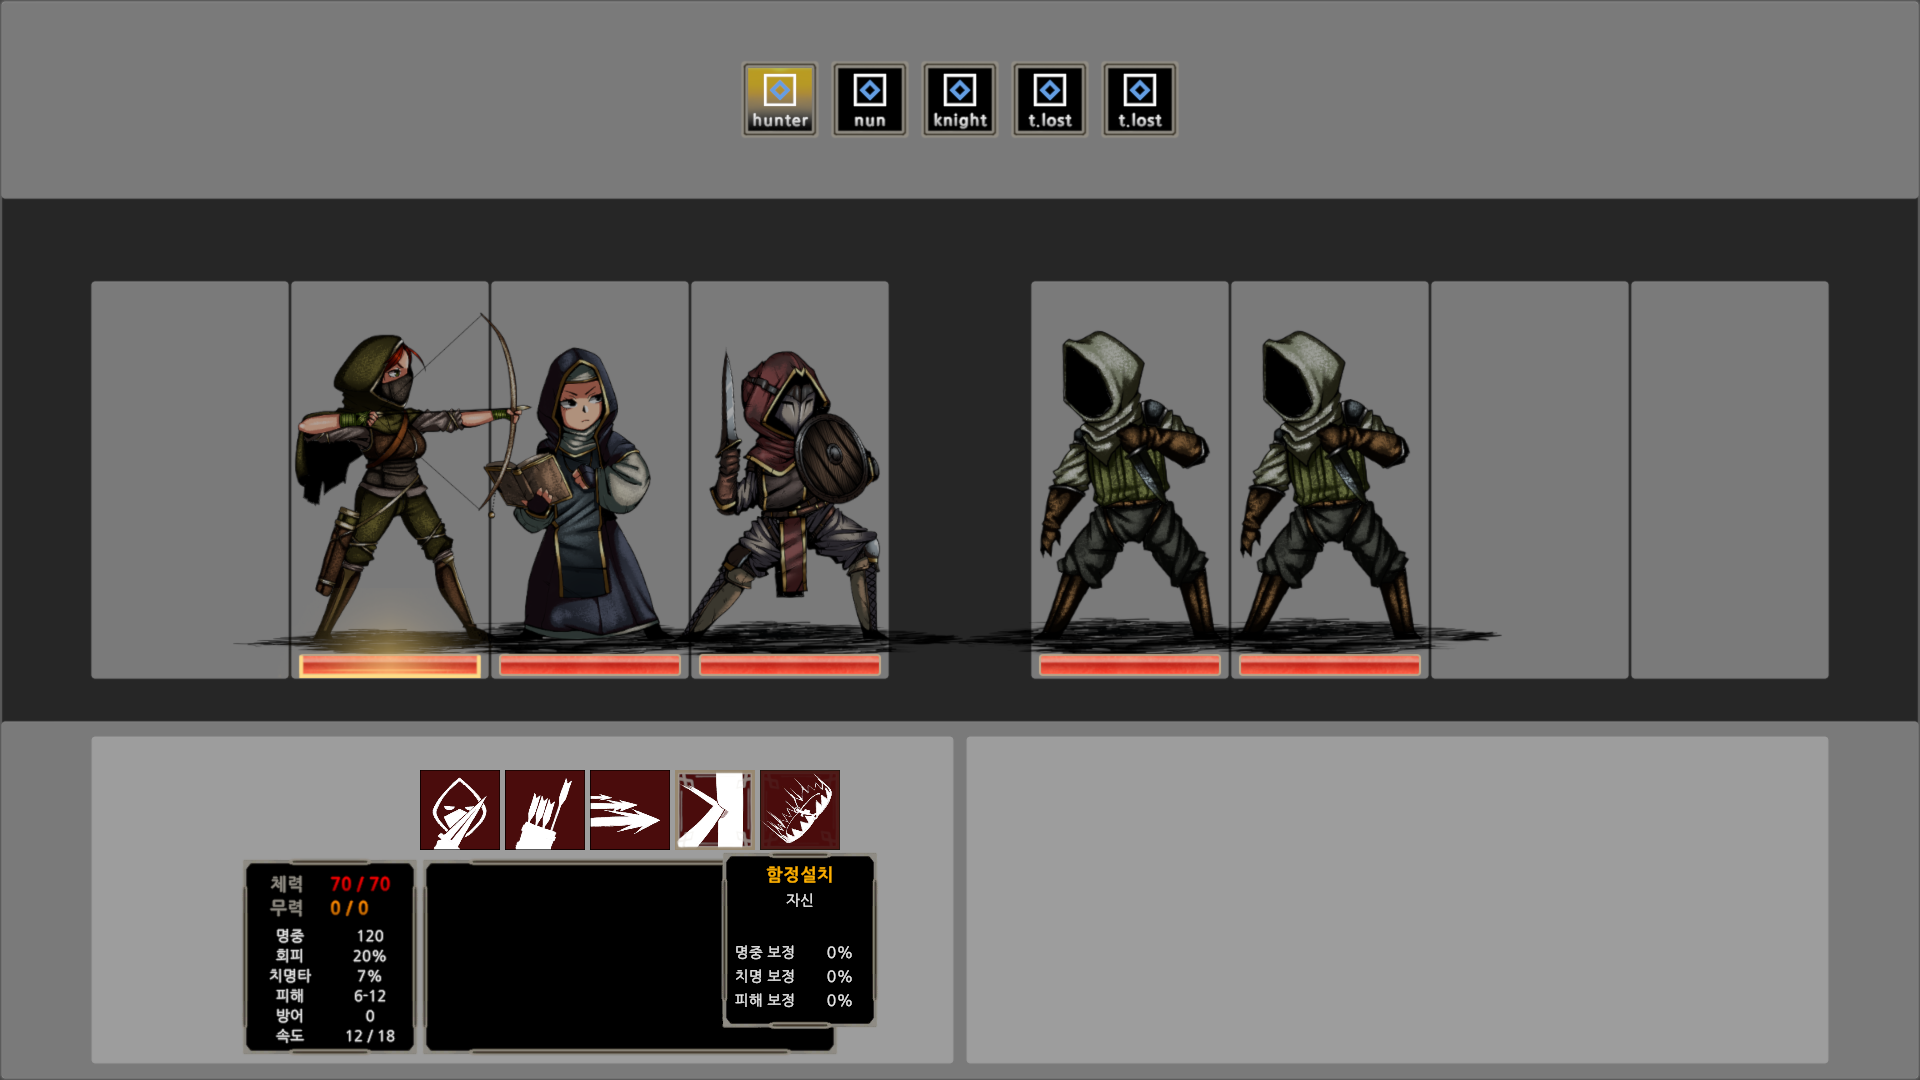 hunter nun knight t.lost t.lost
체력 70 / 70
무력 0 / 0
명중 120
회피 20%
치명타 7%
피해 6-12
방어 0
속도 12 / 18
함정설치
자신
명중 보정 0%
치명 보정 0%
피해 보정 0%